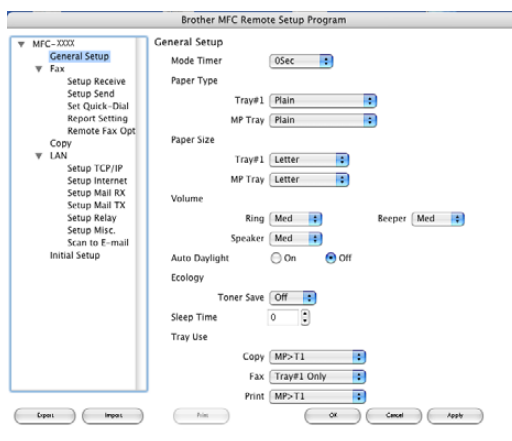 Brother MFC Remote Setup Program
MFC-XXXX
General Setup
Fax
Setup Receive
Setup Send
Set Quick-Dial
Report Setting
Remote Fax Opt
Copy
LAN
Setup TCP/IP
Setup Internet
Setup Mail RX
Setup Mail TX
Setup Relay
Setup Misc.
Scan to E-mail
Initial Setup
General Setup
Mode Timer 0Sec
Paper Type
Tray#1 Plain
MP Tray Plain
Paper Size
Tray#1 Letter
MP Tray Letter
Volume
Ring Med Beeper Med
Speaker Med
Auto Daylight On Off
Ecology
Toner Save Off
Sleep Time 0
Tray Use
Copy MP>T1
Fax Tray#1 Only
Print MP>T1
Export Import Print OK Cancel Apply